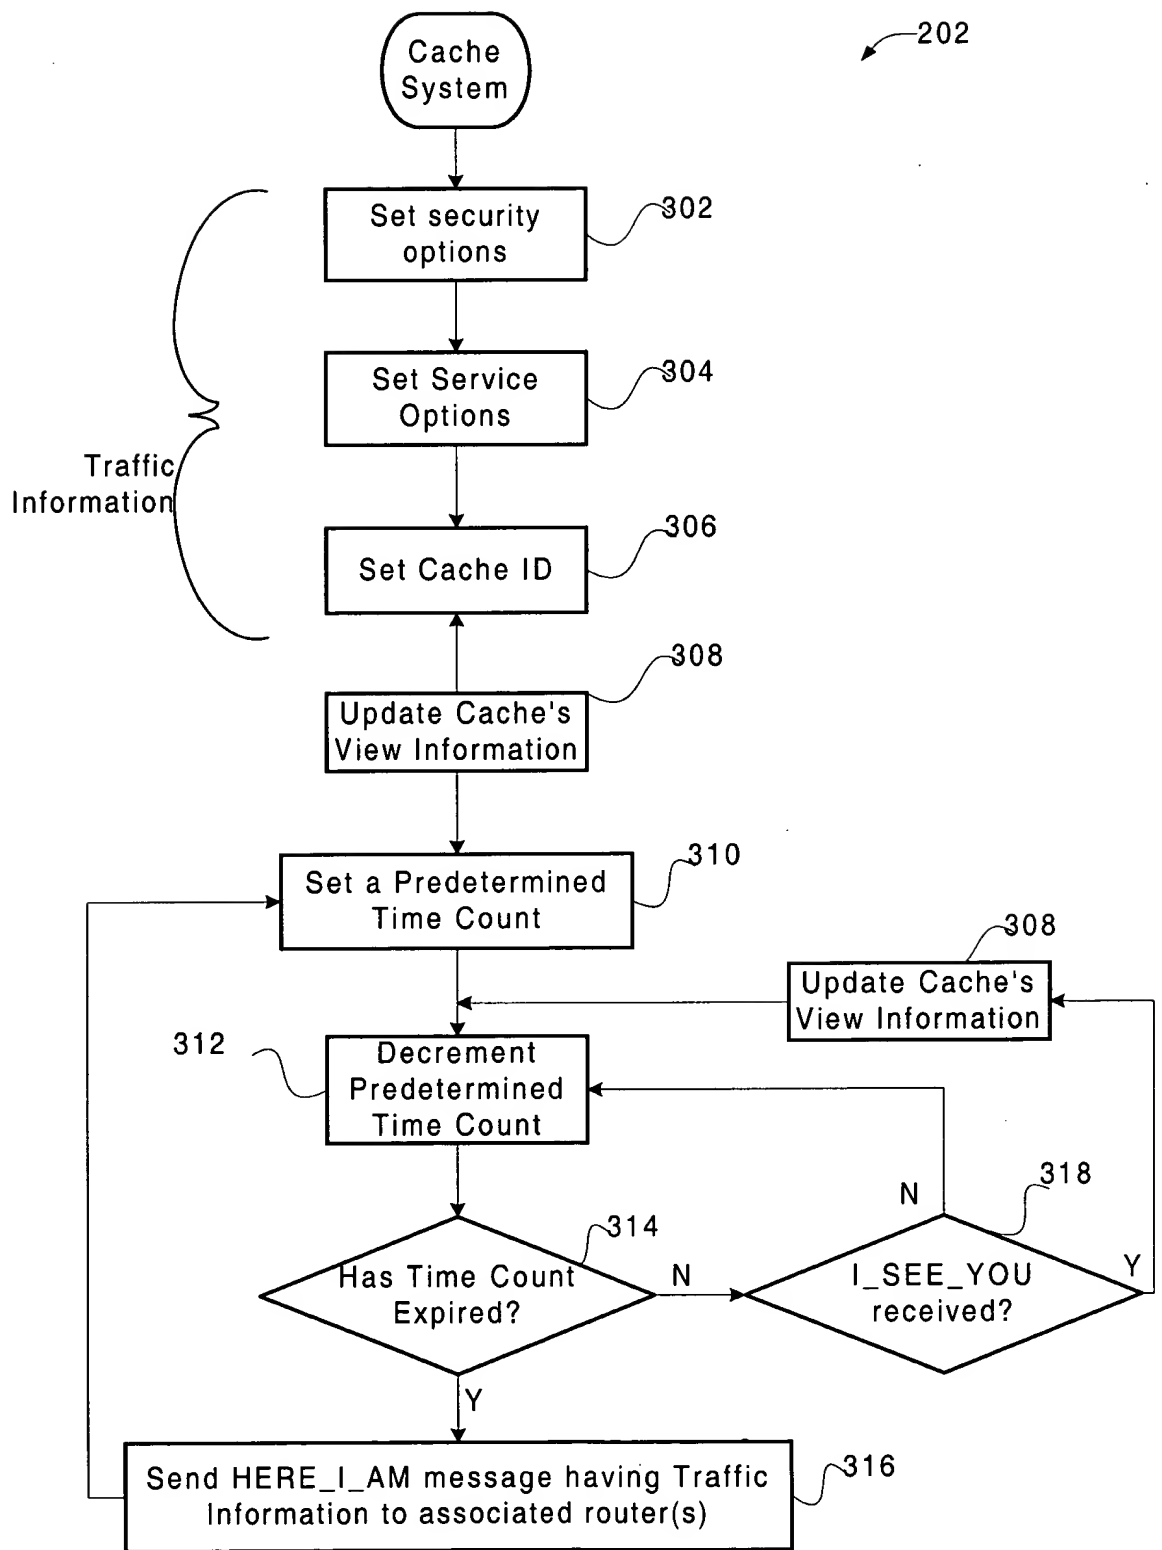 Cache
System
202
Set security
options
302
Set Service
Options
304
Traffic
Information
Set Cache ID
306
Update Cache's
View Information
308
Set a Predetermined
Time Count
310
Update Cache's
View Information
308
Decrement
Predetermined
Time Count
312
Has Time Count
Expired?
314
N
Y
I_SEE_YOU
received?
318
N
Y
Send HERE_I_AM message having Traffic
Information to associated router(s)
316